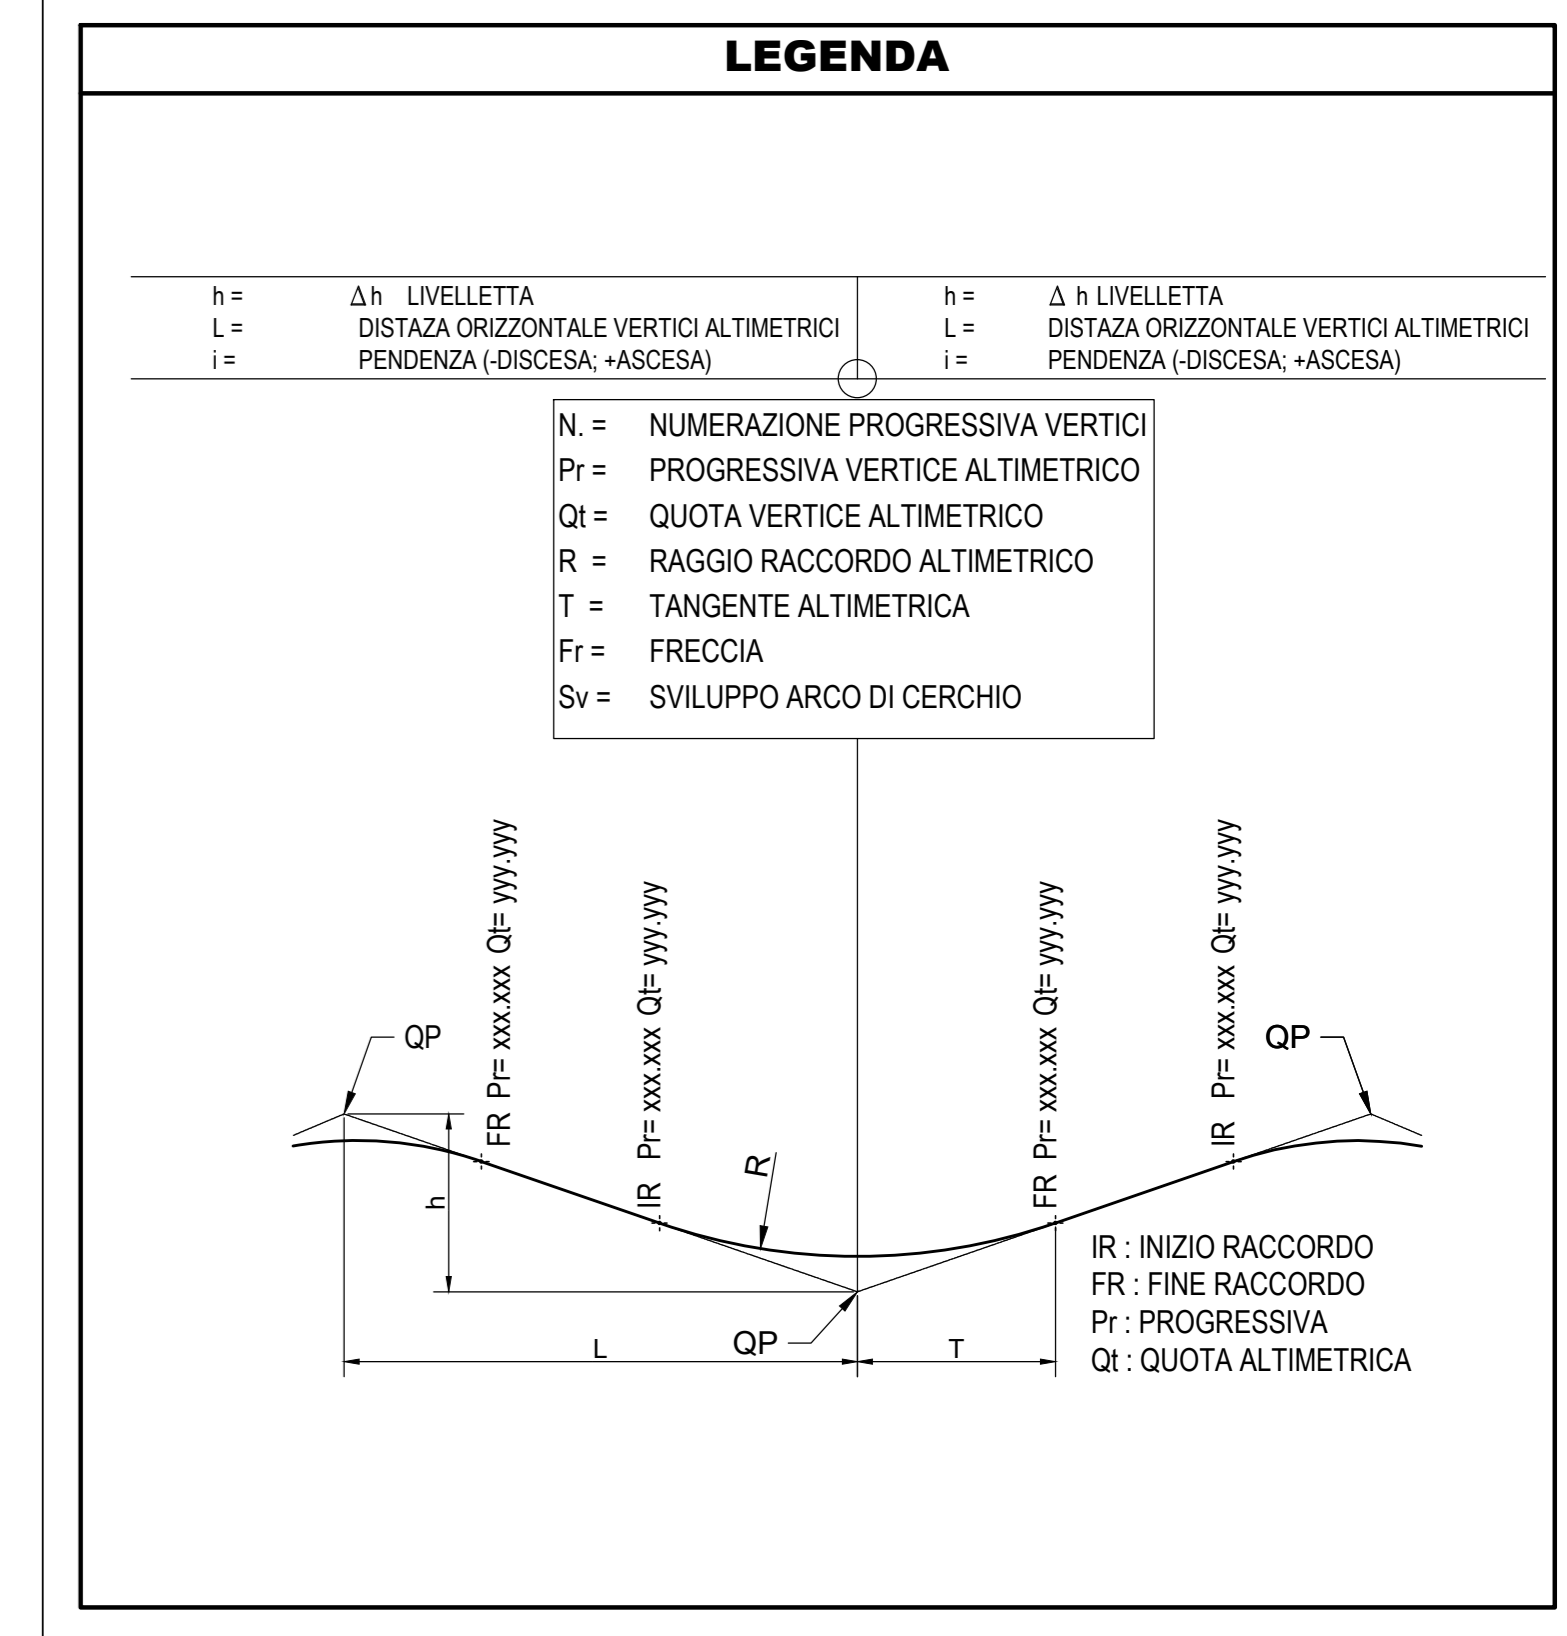 LEGENDA
h = Δ h LIVELLETTA
L = DISTAZA ORIZZONTALE VERTICI ALTIMETRICI
i = PENDENZA (-DISCESA; +ASCESA)
h = Δ h LIVELLETTA
L = DISTAZA ORIZZONTALE VERTICI ALTIMETRICI
i = PENDENZA (-DISCESA; +ASCESA)
N. = NUMERAZIONE PROGRESSIVA VERTICI
Pr = PROGRESSIVA VERTICE ALTIMETRICO
Qt = QUOTA VERTICE ALTIMETRICO
R = RAGGIO RACCORDO ALTIMETRICO
T = TANGENTE ALTIMETRICA
Fr = FRECCIA
Sv = SVILUPPO ARCO DI CERCHIO
QP
FR Pr= xxx.xxx Qt= yyy.yyy
IR Pr= xxx.xxx Qt= yyy.yyy
FR Pr= xxx.xxx Qt= yyy.yyy
IR Pr= xxx.xxx Qt= yyy.yyy
QP
h
R
QP
L
T
IR : INIZIO RACCORDO
FR : FINE RACCORDO
Pr : PROGRESSIVA
Qt : QUOTA ALTIMETRICA